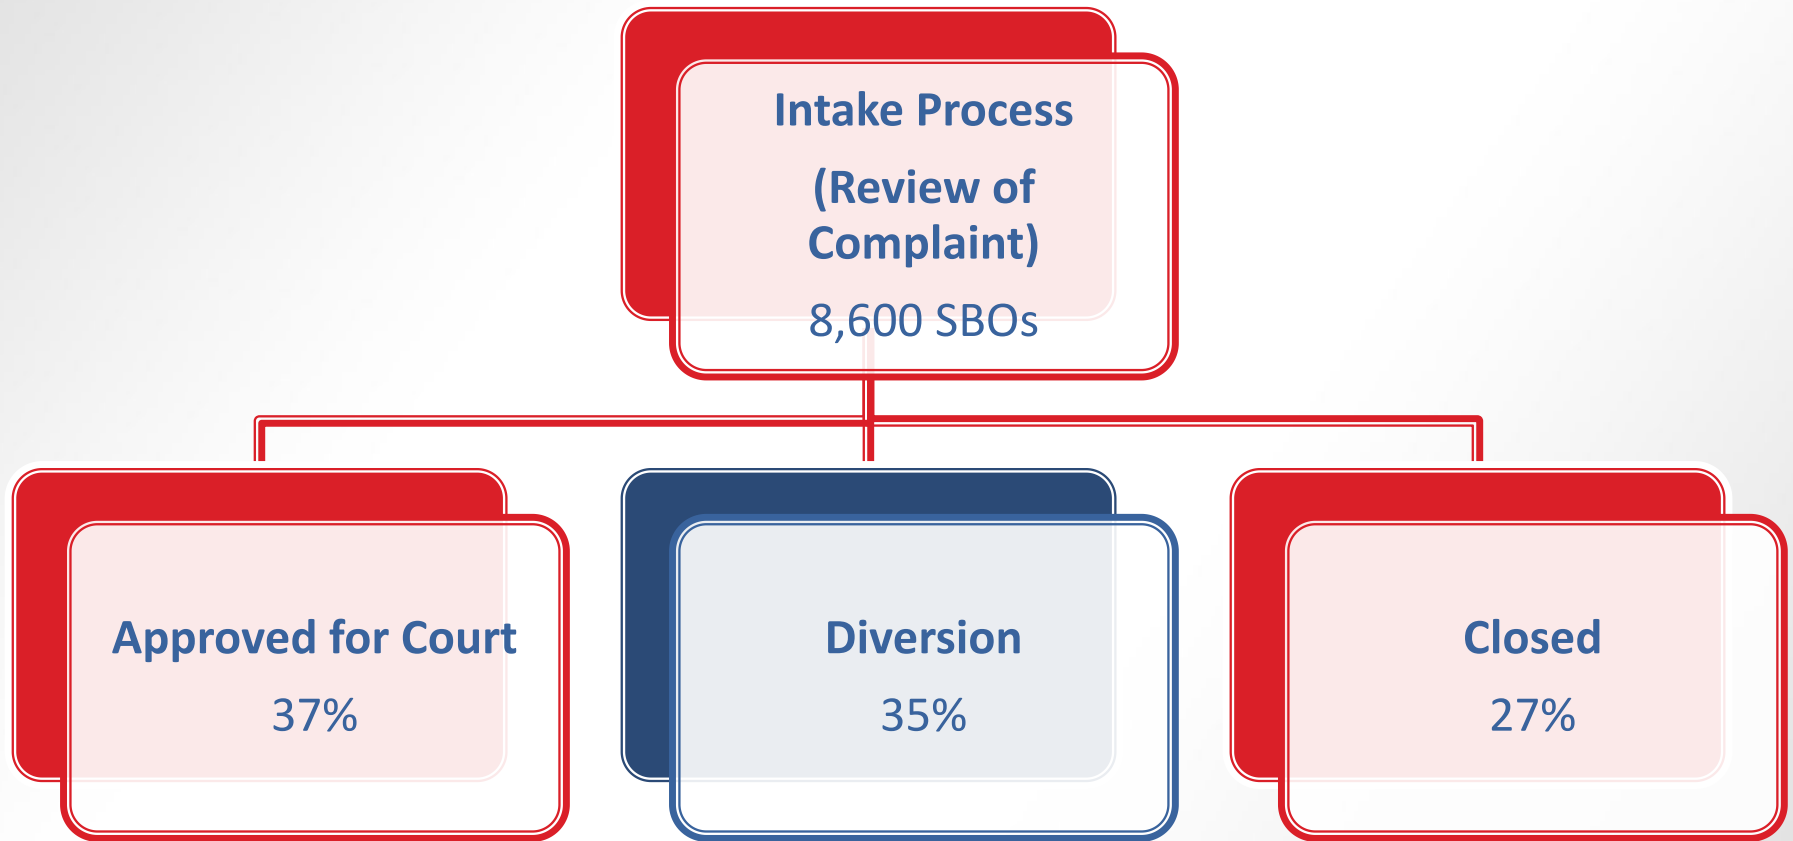 Intake Process
(Review of
Complaint)
8,600 SBOs
Approved for Court
37%
Diversion
35%
Closed
27%